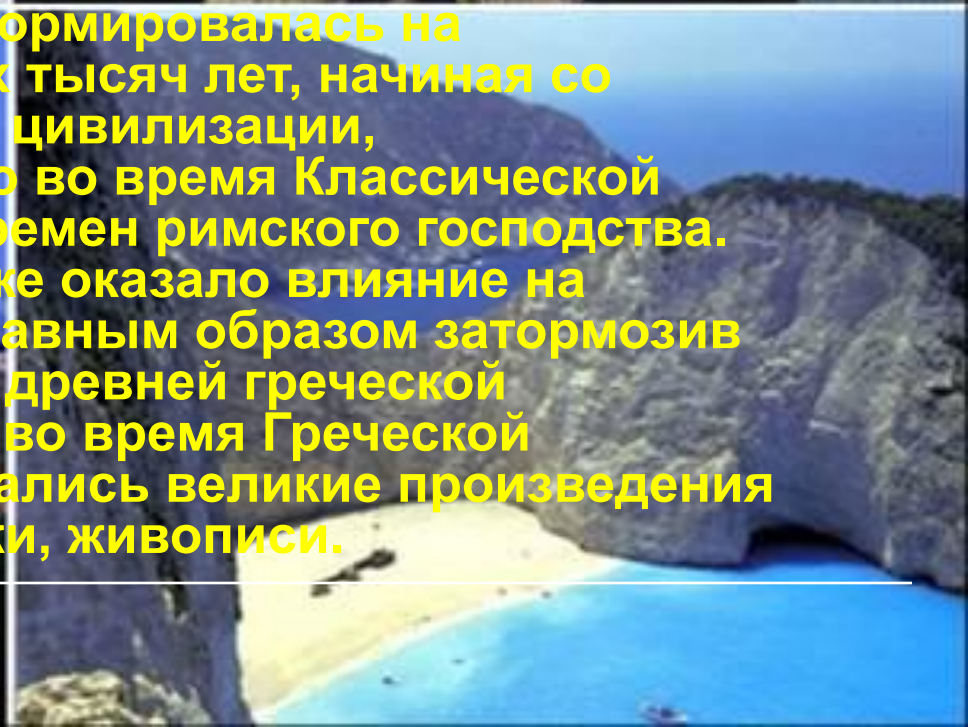 ормировалась на
х тысяч лет, начиная со
цивилизации,
о во время Классической
ремен римского господства.
же оказало влияние на
авным образом затормозив
древней греческой
во время Греческой
ались великие произведения
ки, живописи.